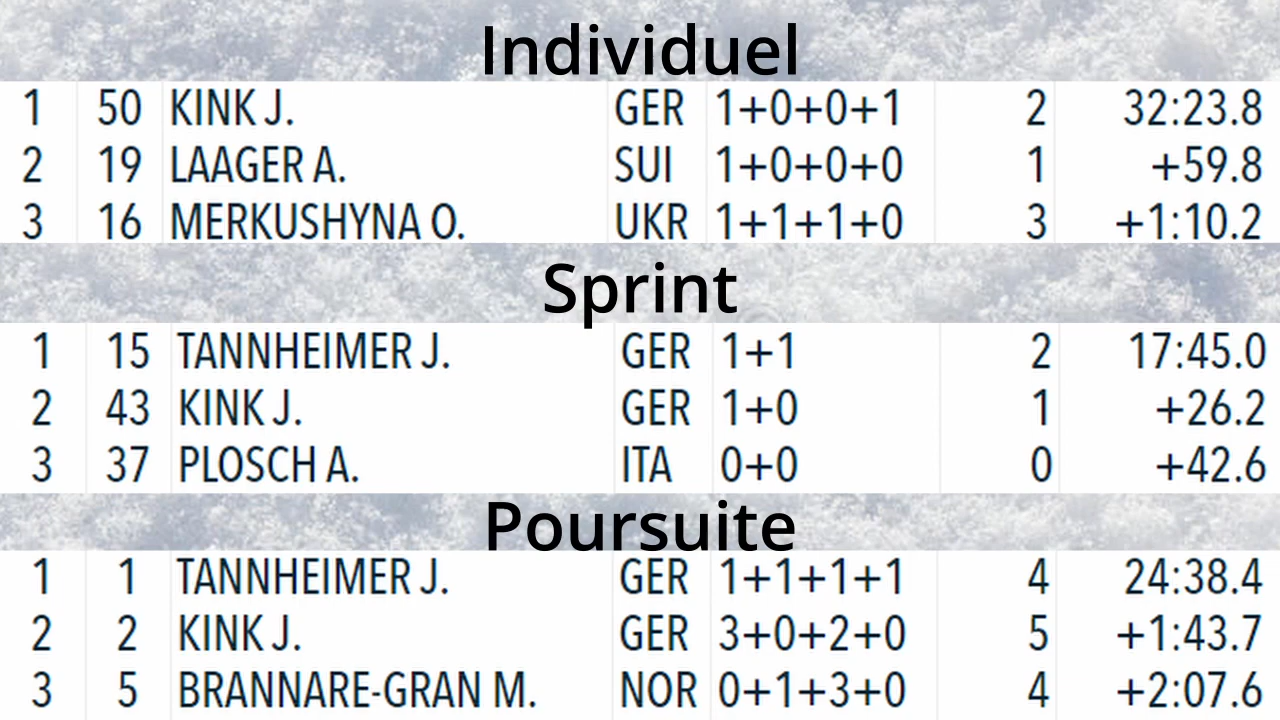 Individuel
1 50 KINK J. GER 1+0+0+1 2 32:23.8
2 19 LAAGER A. SUI 1+0+0+0 1 +59.8
3 16 MERKUSHYNA O. UKR 1+1+1+0 3 +1:10.2
Sprint
1 15 TANNHEIMER J. GER 1+1 2 17:45.0
2 43 KINK J. GER 1+0 1 +26.2
3 37 PLOSCH A. ITA 0+0 0 +42.6
Poursuite
1 1 TANNHEIMER J. GER 1+1+1+1 4 24:38.4
2 2 KINK J. GER 3+0+2+0 5 +1:43.7
3 5 BRANNARE-GRAN M. NOR 0+1+3+0 4 +2:07.6